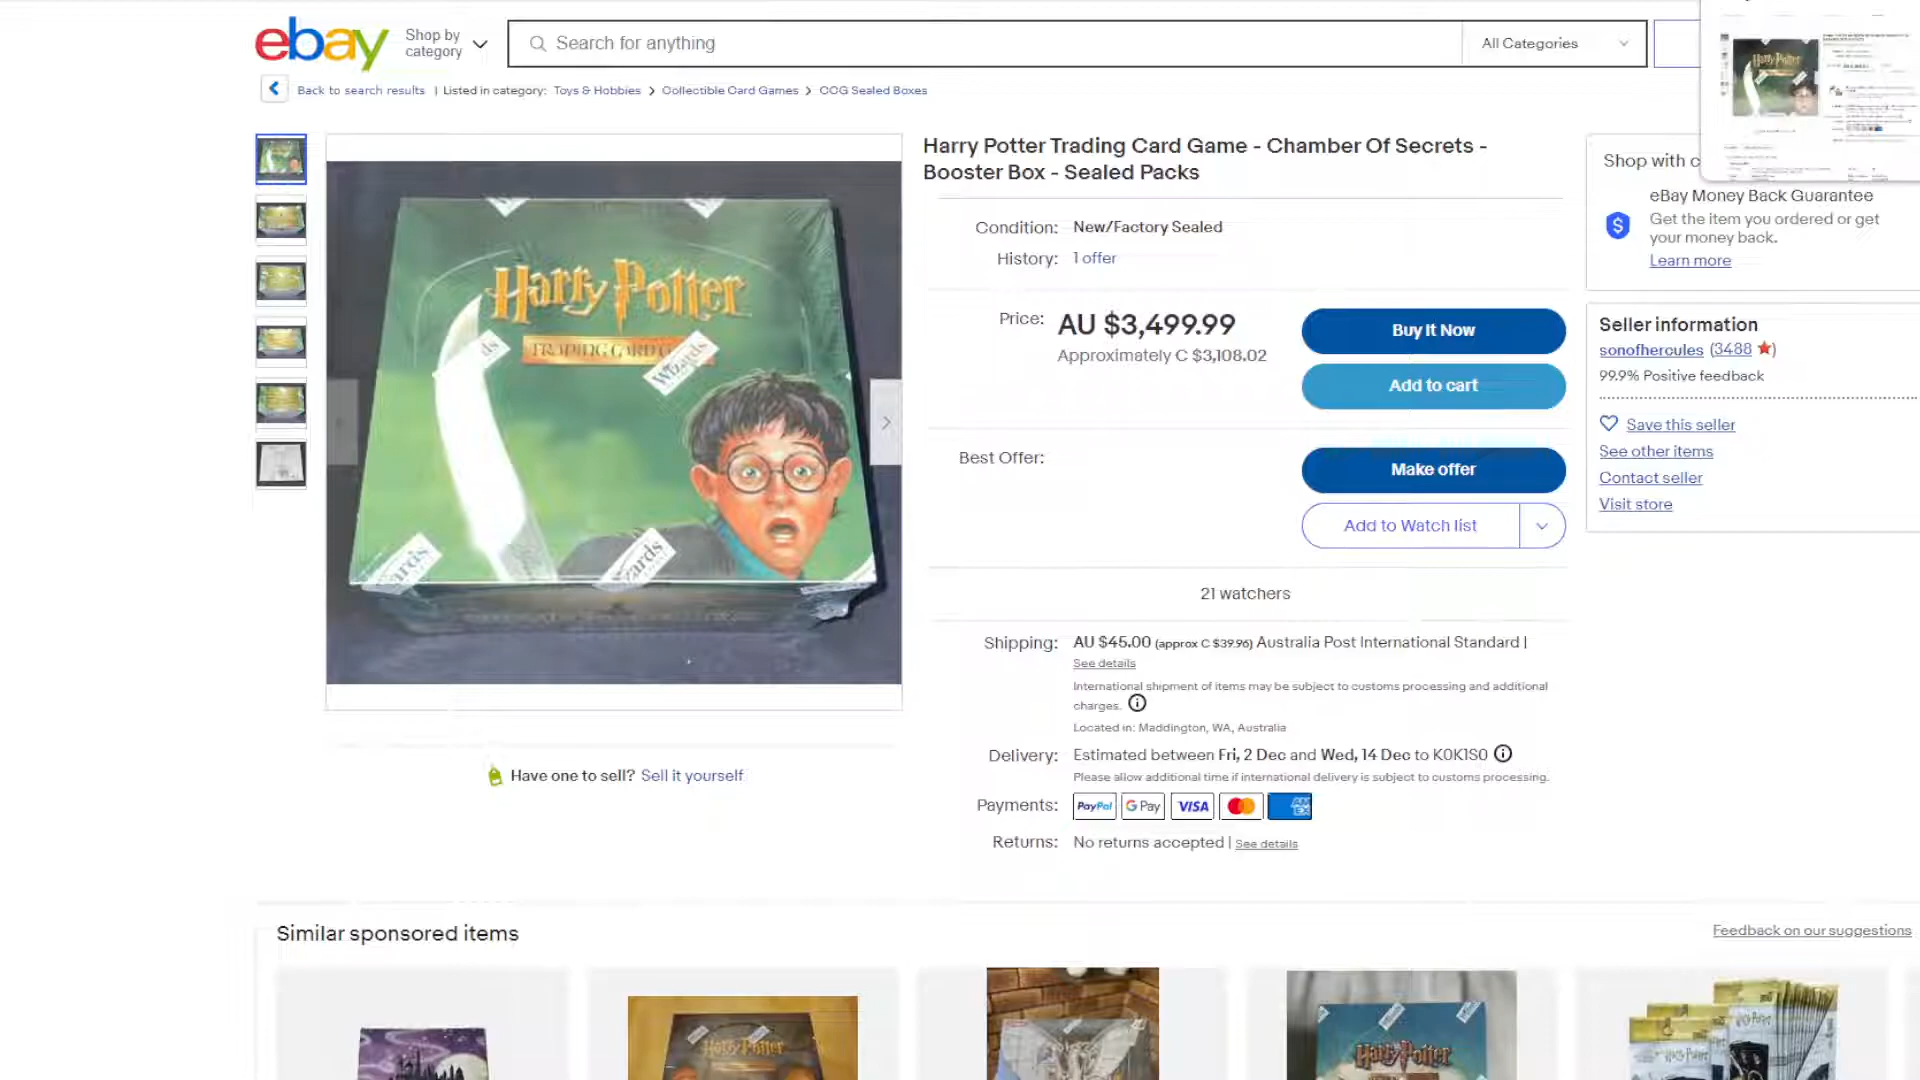 ebay
Shop by
category
Search for anything
All Categories
Back to search results | Listed in category: Toys & Hobbies > Collectible Card Games > CCG Sealed Boxes
Harry Potter
TRADING CARD
Wizards
zards
Harry Potter Trading Card Game - Chamber Of Secrets -
Booster Box - Sealed Packs
Condition: New/Factory Sealed
History: 1 offer
Price: AU $3,499.99
Approximately C $3,108.02
Buy It Now
Add to cart
Best Offer:
Make offer
Add to Watch list
21 watchers
Shipping: AU $45.00 (approx C $39.96) Australia Post International Standard |
See details
International shipment of items may be subject to customs processing and additional
charges.
Located in: Maddington, WA, Australia
Delivery: Estimated between Fri, 2 Dec and Wed, 14 Dec to K0K1S0
Please allow additional time if international delivery is subject to customs processing.
Payments: PayPal G Pay VISA AM EX
Returns: No returns accepted | See details
Shop with c
eBay Money Back Guarantee
Get the item you ordered or get
your money back.
Learn more
Seller information
sonofhercules (3488)
99.9% Positive feedback
Save this seller
See other items
Contact seller
Visit store
Have one to sell? Sell it yourself
Similar sponsored items
Feedback on our suggestions
Harry Potter
Harry Potter